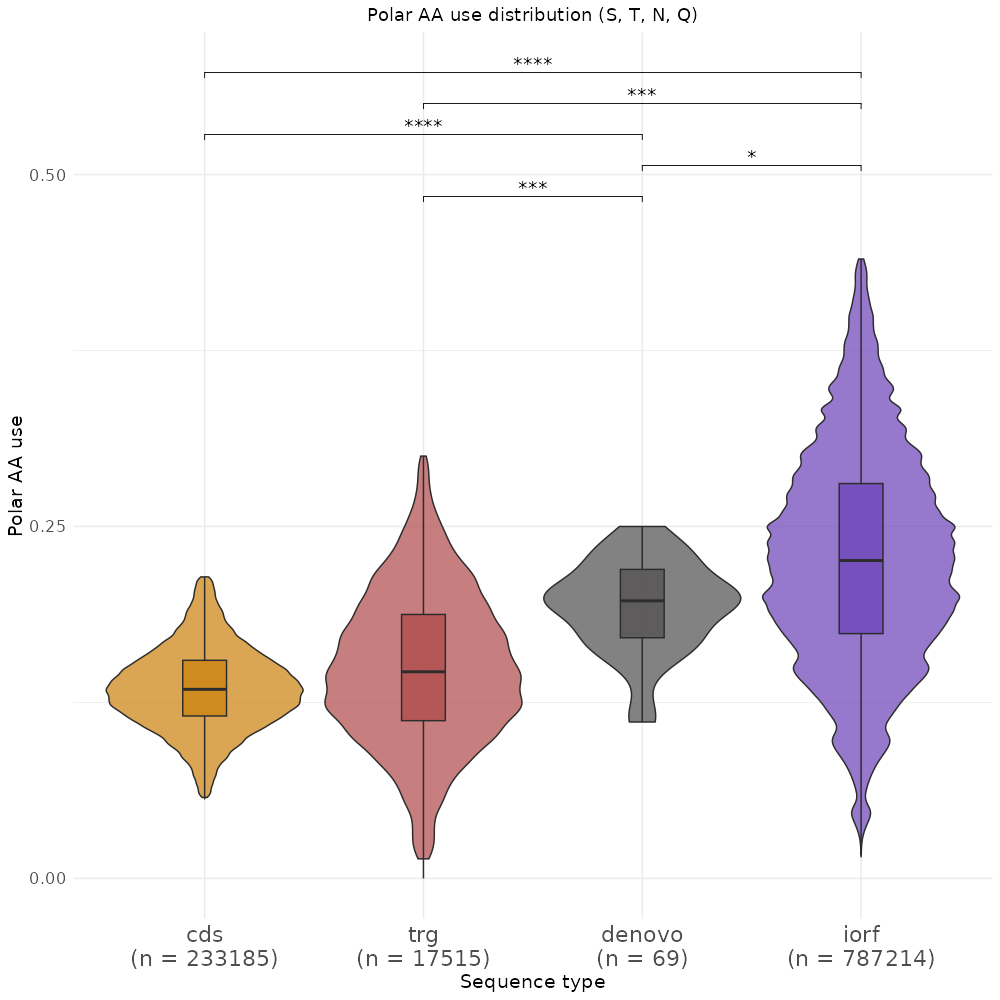 Polar AA use distribution (S, T, N, Q)
****
***
****
*
***
0.50
0.25
0.00
Polar AA use
cds
(n = 233185)
trg
(n = 17515)
denovo
(n = 69)
iorf
(n = 787214)
Sequence type